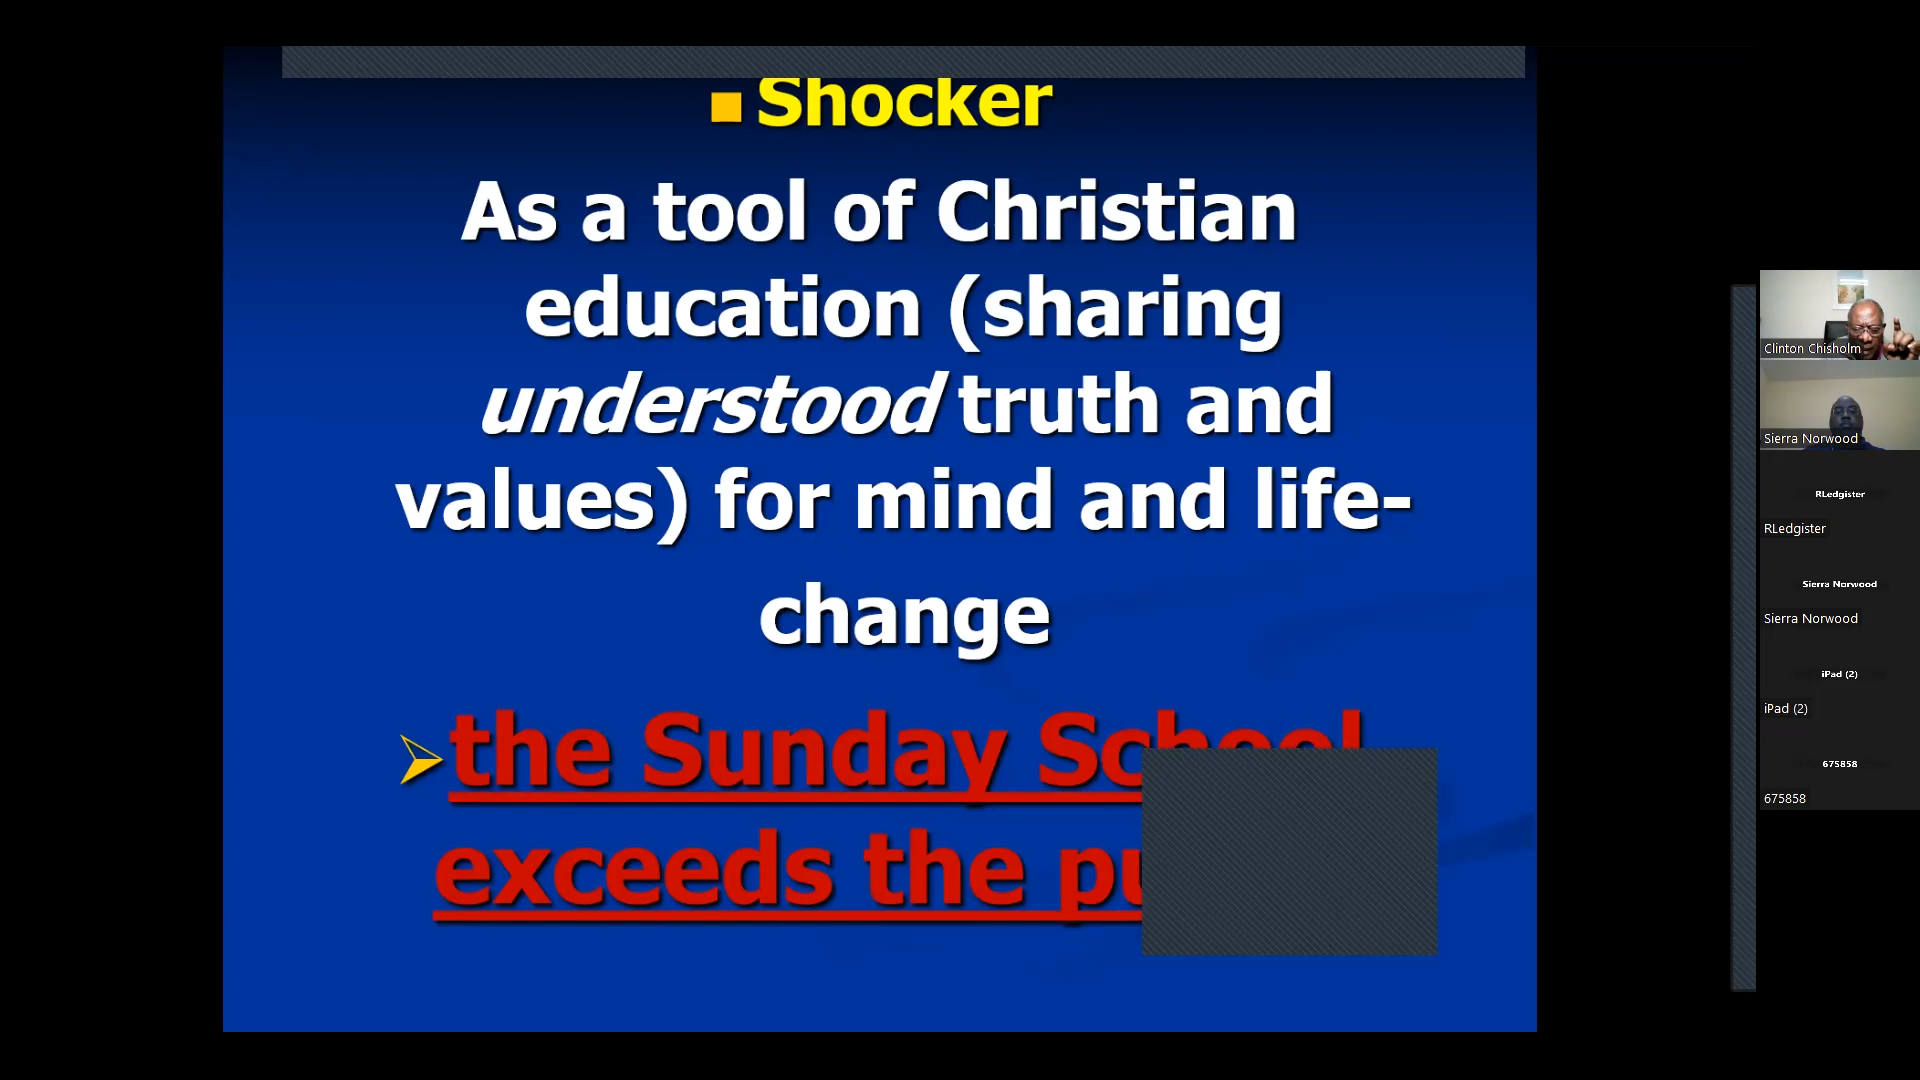 Shocker
As a tool of Christian
education (sharing
understood truth and
values) for mind and life-
change
the Sunday School
exceeds the
Clinton Chisholm
Sierra Norwood
RLedgister
RLedgister
Sierra Norwood
Sierra Norwood
iPad (2)
iPad (2)
675858
675858